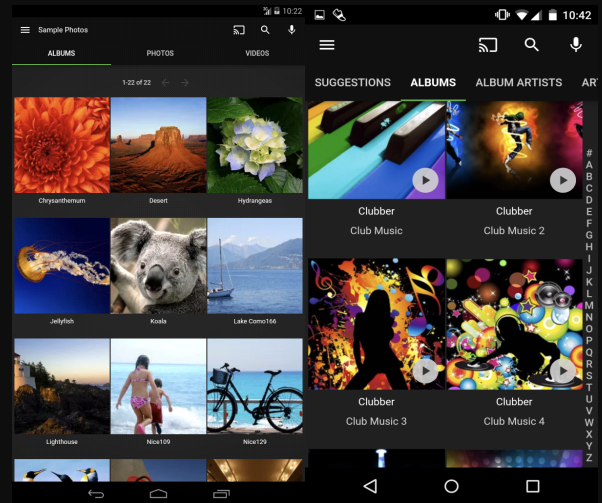 10:22
Sample Photos
ALBUMS PHOTOS VIDEOS
1-22 of 22
Chrysanthemum Desert Hydrangeas
Jellyfish Koala Lake Como166
Lighthouse Nice109 Nice129
10:42
SUGGESTIONS ALBUMS ALBUM ARTISTS AR
Clubber Clubber
Club Music Club Music 2
Clubber Clubber
Club Music 3 Club Music 4
#
A
B
C
D
E
F
G
H
I
J
K
L
M
N
O
P
Q
R
S
T
U
V
W
X
Y
Z